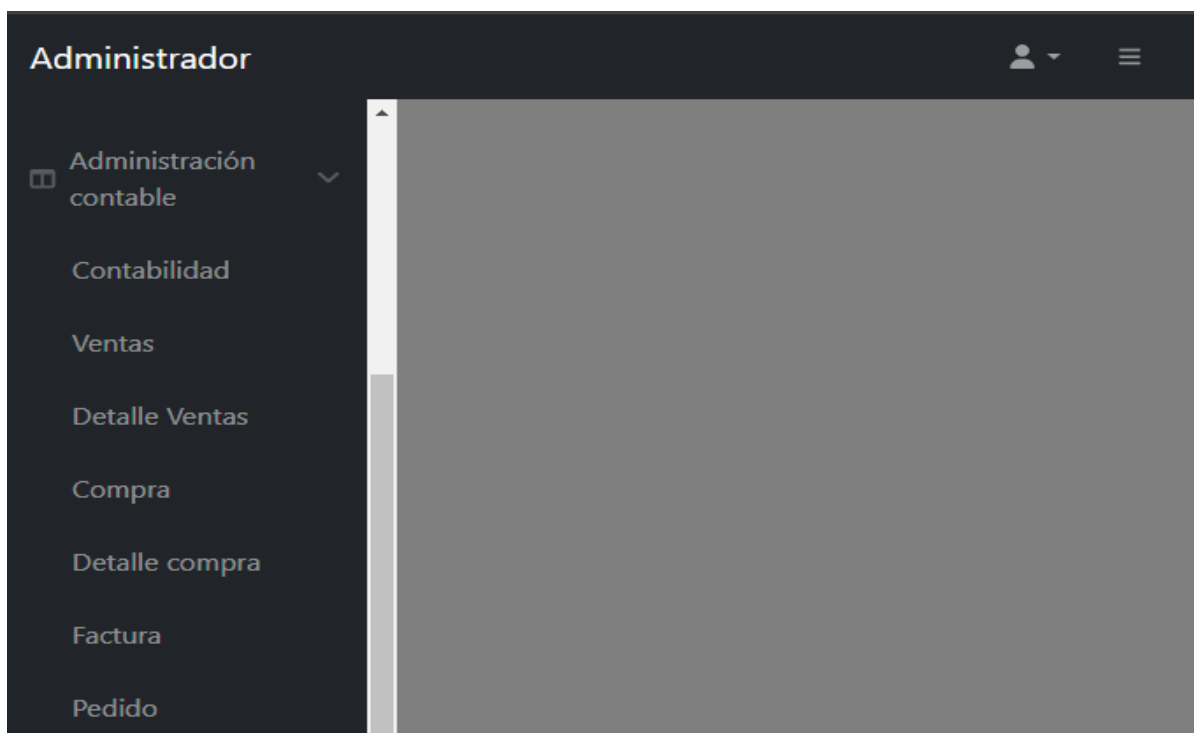 Administrador
Administración
contable
Contabilidad
Ventas
Detalle Ventas
Compra
Detalle compra
Factura
Pedido